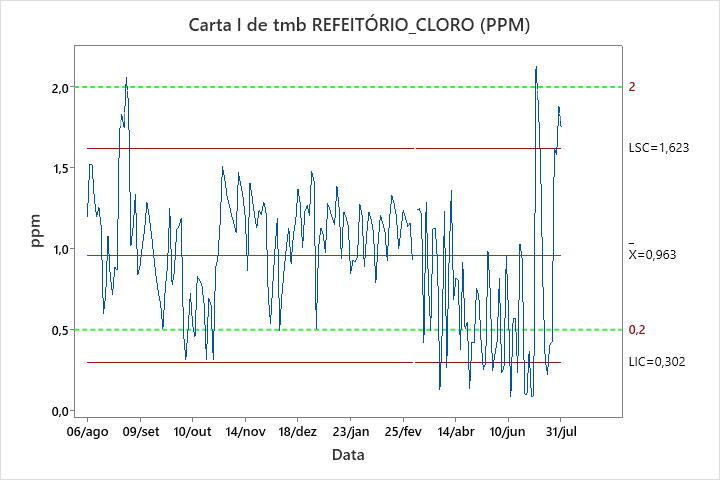 Carta I de tmb REFEITÓRIO_CLORO (PPM)
2,0
1,5
1,0
0,5
0,0
ppm
2
LSC=1,623
_
X=0,963
0,2
LIC=0,302
06/ago 09/set 10/out 14/nov 18/dez 23/jan 25/fev 14/abr 10/jun 31/jul
Data